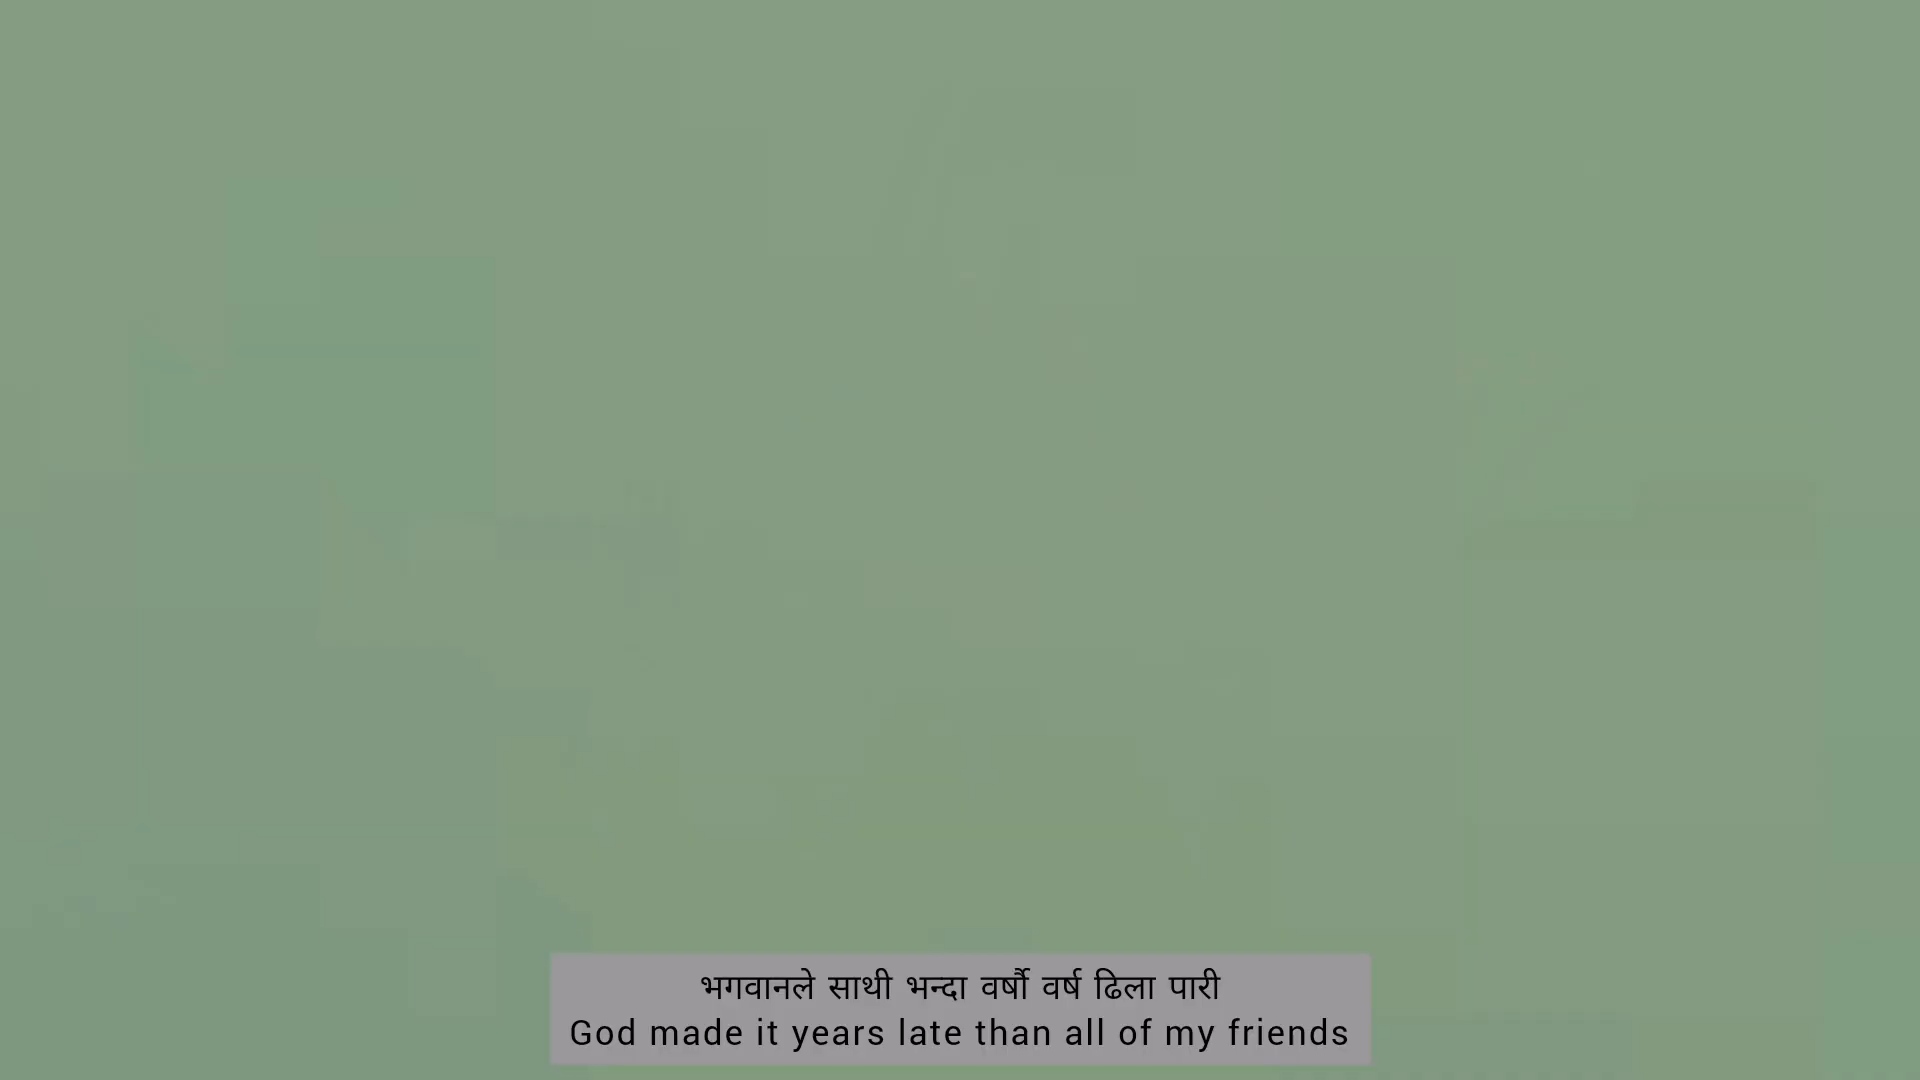 भगवानले साथी भन्दा वर्षौ वर्ष ढिला पारी
God made it years late than all of my friends